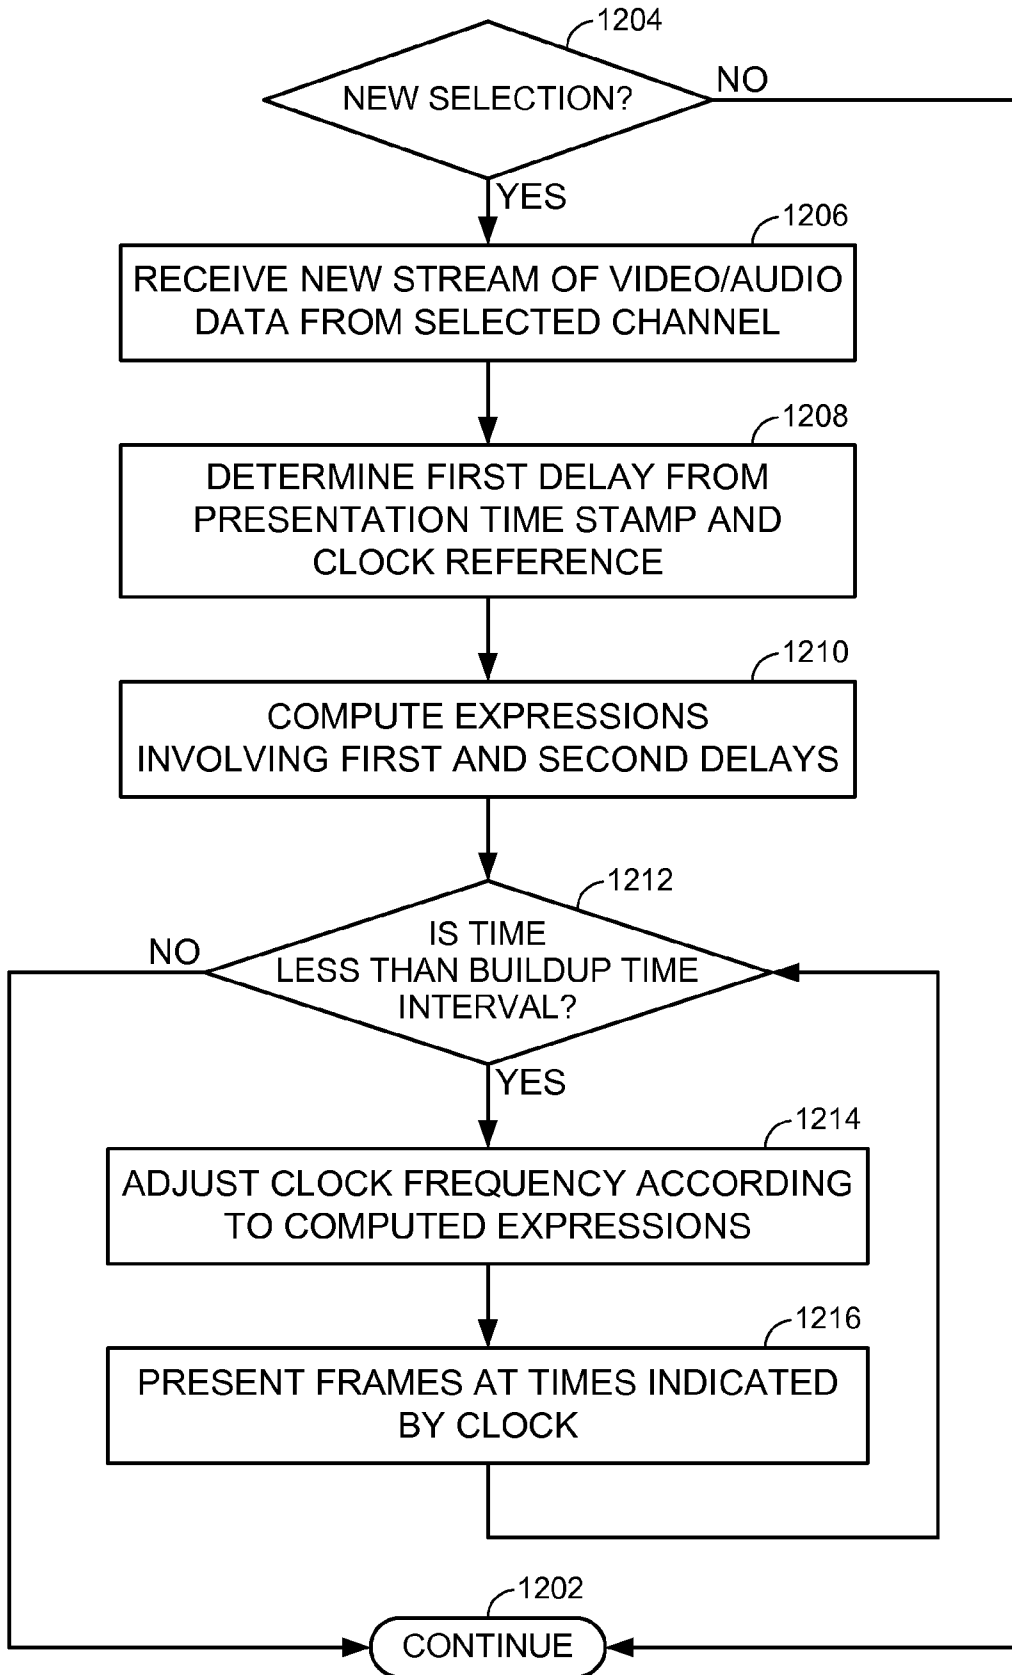 1204
NEW SELECTION?
NO
YES
1206
RECEIVE NEW STREAM OF VIDEO/AUDIO
DATA FROM SELECTED CHANNEL
1208
DETERMINE FIRST DELAY FROM
PRESENTATION TIME STAMP AND
CLOCK REFERENCE
1210
COMPUTE EXPRESSIONS
INVOLVING FIRST AND SECOND DELAYS
1212
IS TIME
LESS THAN BUILDUP TIME
INTERVAL?
NO
YES
1214
ADJUST CLOCK FREQUENCY ACCORDING
TO COMPUTED EXPRESSIONS
1216
PRESENT FRAMES AT TIMES INDICATED
BY CLOCK
1202
CONTINUE